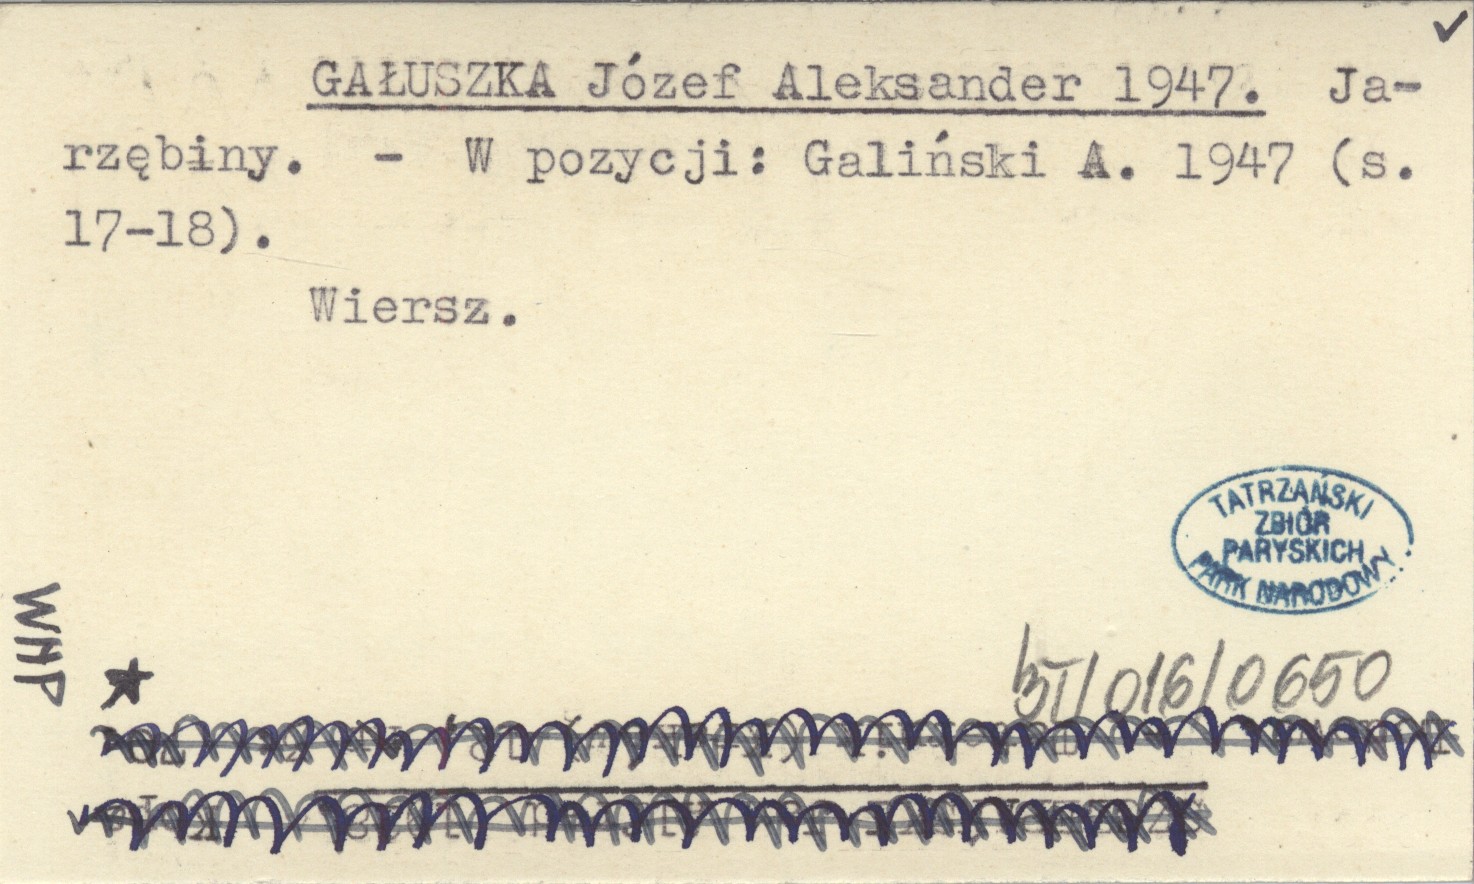 GAŁUSZKA Józef Aleksander 1947. Ja-
rzębiny. - W pozycji: Galiński A. 1947 (s.
17-18).
Wiersz.
TATRZAŃSKI
ZBIÓR
PARYSKICH
PARK NARODOWY
WHP
/016/0650